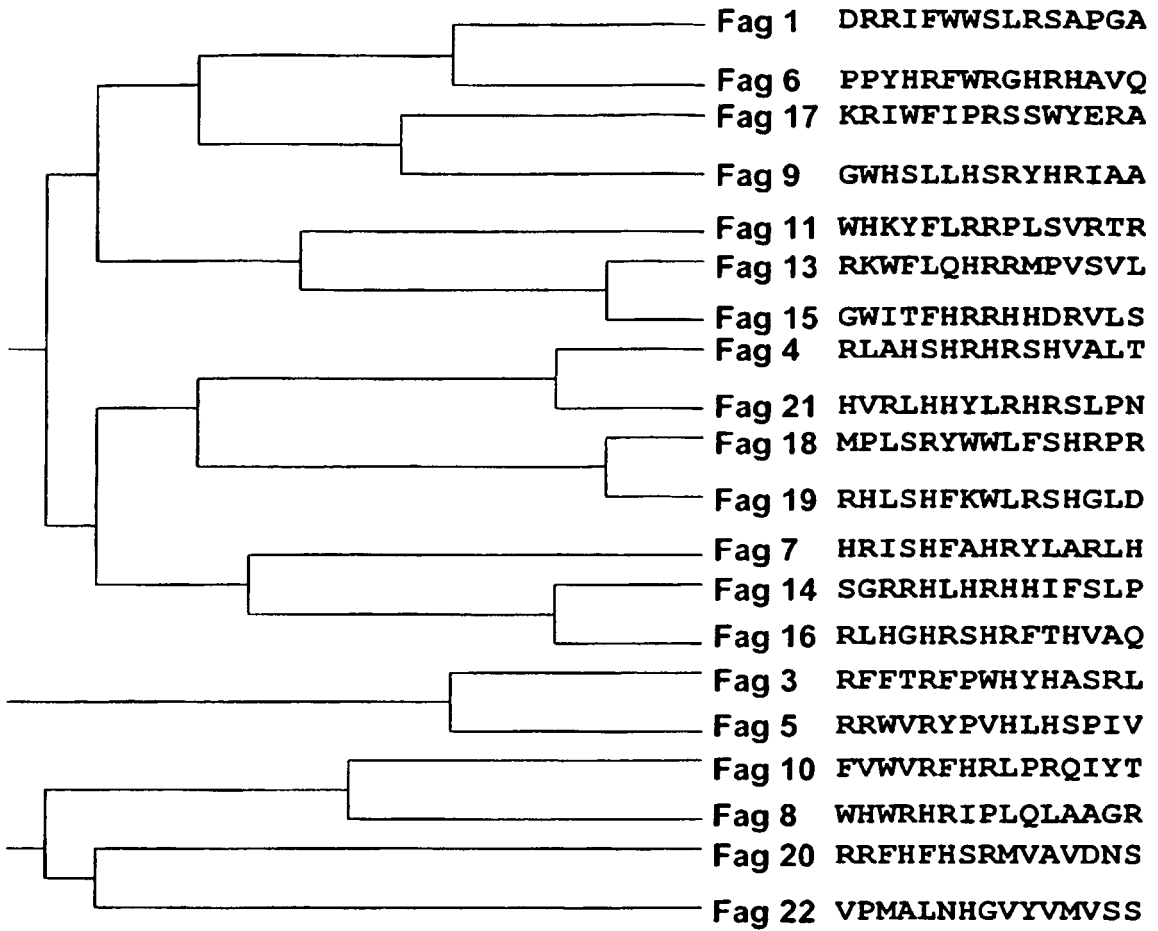 Fag 1 DRRIFWWSLRSAPGA
Fag 6 PPYHRFWRGHRHAVQ
Fag 17 KRIWFIPRSSWYERA
Fag 9 GWHSLLHSRYHRIAA
Fag 11 WHKYFLRRPLSVRTR
Fag 13 RKWFLQHRRMPVSVL
Fag 15 GWITFHRRHHDRVLS
Fag 4 RLAHSHRHRSHVALT
Fag 21 HVRLHHYLRHRSLPN
Fag 18 MPLSRYWWLFSHRPR
Fag 19 RHLSHFKWLRSHGLD
Fag 7 HRISHFAHRYLARLH
Fag 14 SGRRHLHRHHIFSLP
Fag 16 RLHGHRSHRFTHVAQ
Fag 3 RFFTRFPWHYHASRL
Fag 5 RRWVRYPVHLHSPIV
Fag 10 FVWVRFHRLPRQIYT
Fag 8 WHWRHRIPLQLAAGR
Fag 20 RRFHFHSRMVAVDNS
Fag 22 VPMALNHGVYVMVSS